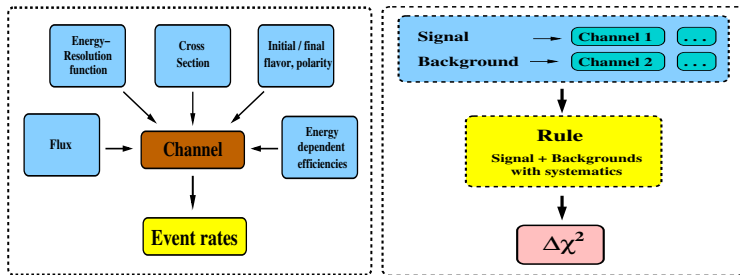 Energy–
Resolution
function
Cross
Section
Initial / final
flavor, polarity
Flux
Channel
Energy
dependent
efficiencies
Event rates
Signal
Channel 1
. . .
Background
Channel 2
. . .
Rule
Signal + Backgrounds
with systematics
Δχ²